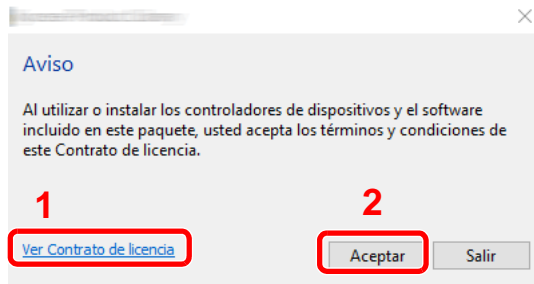 Aviso
Al utilizar o instalar los controladores de dispositivos y el software
incluido en este paquete, usted acepta los términos y condiciones de
este Contrato de licencia.
1
2
Ver Contrato de licencia
Aceptar
Salir